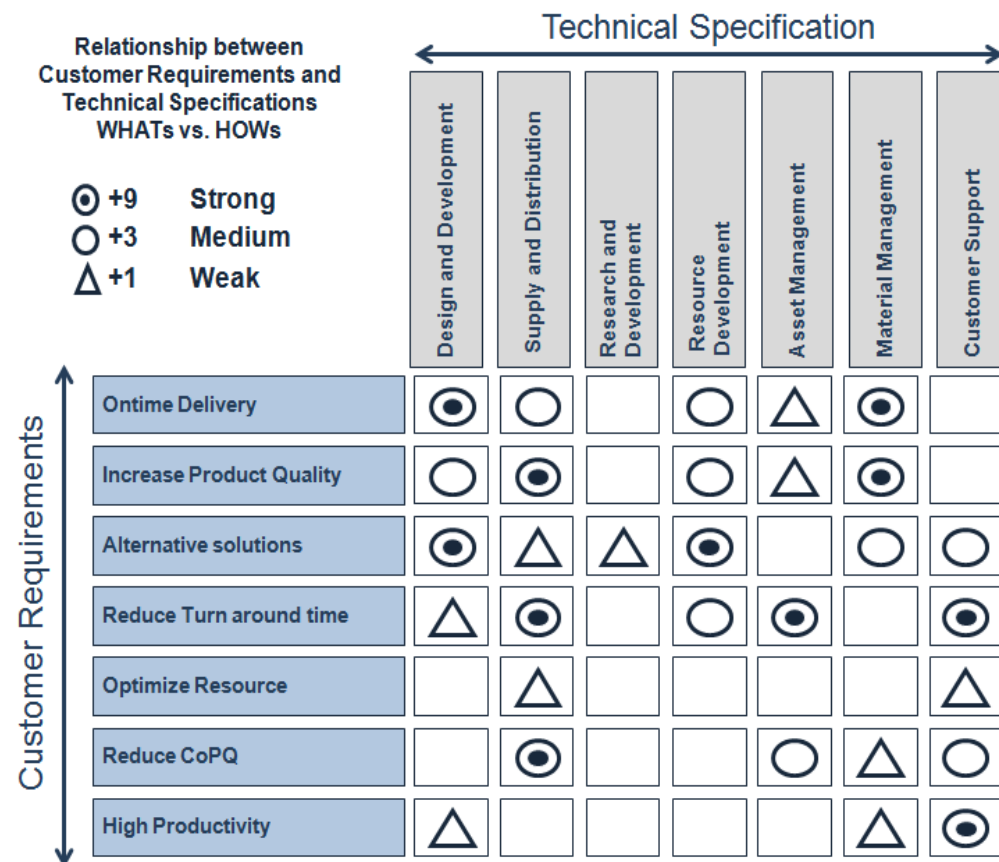 Technical Specification
Relationship between
Customer Requirements and
Technical Specifications
WHATs vs. HOWs
+9 Strong
+3 Medium
+1 Weak
Design and Development
Supply and Distribution
Research and
Development
Resource
Development
Asset Management
Material Management
Customer Support
Customer Requirements
Ontime Delivery
Increase Product Quality
Alternative solutions
Reduce Turn around time
Optimize Resource
Reduce CoPQ
High Productivity